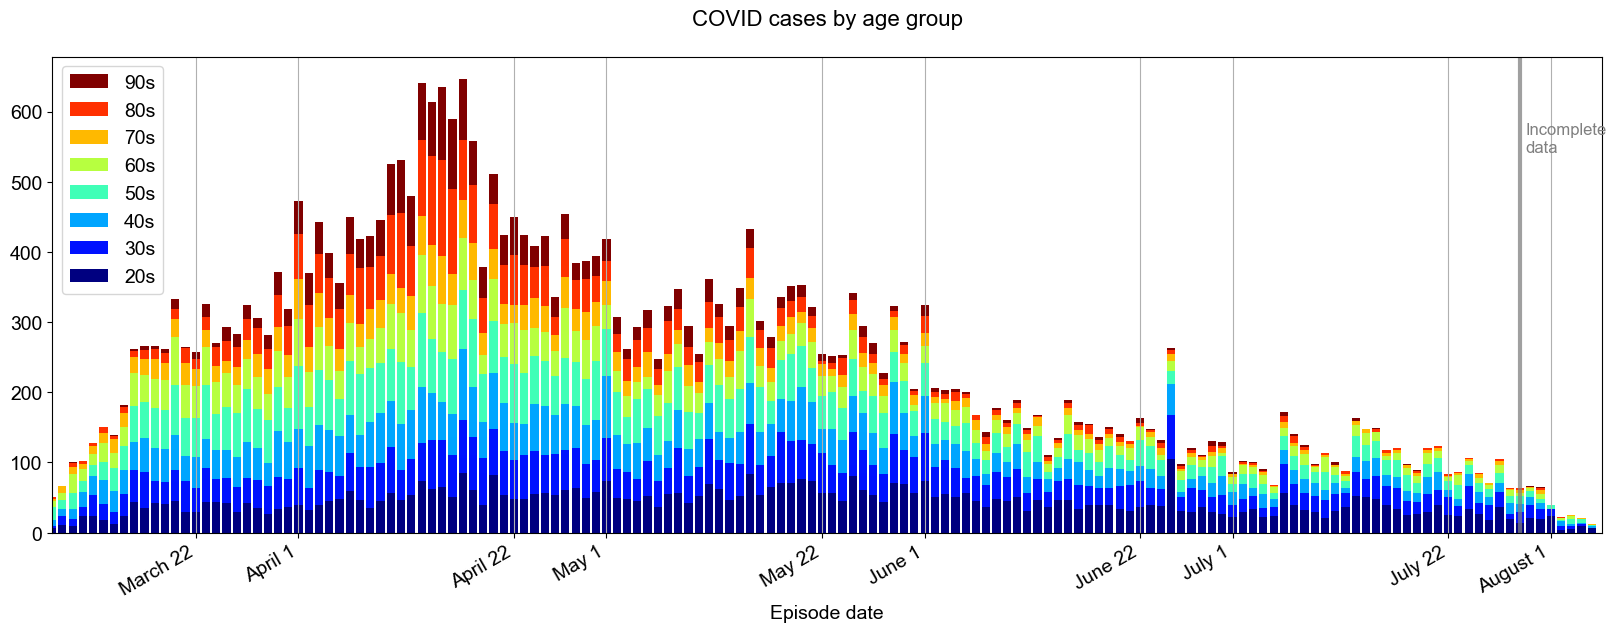 COVID cases by age group
90s
80s
70s
60s
50s
40s
30s
20s
600
500
400
300
200
100
0
Incomplete
data
March 22
April 1
April 22
May 1
May 22
June 1
June 22
July 1
July 22
August 1
Episode date